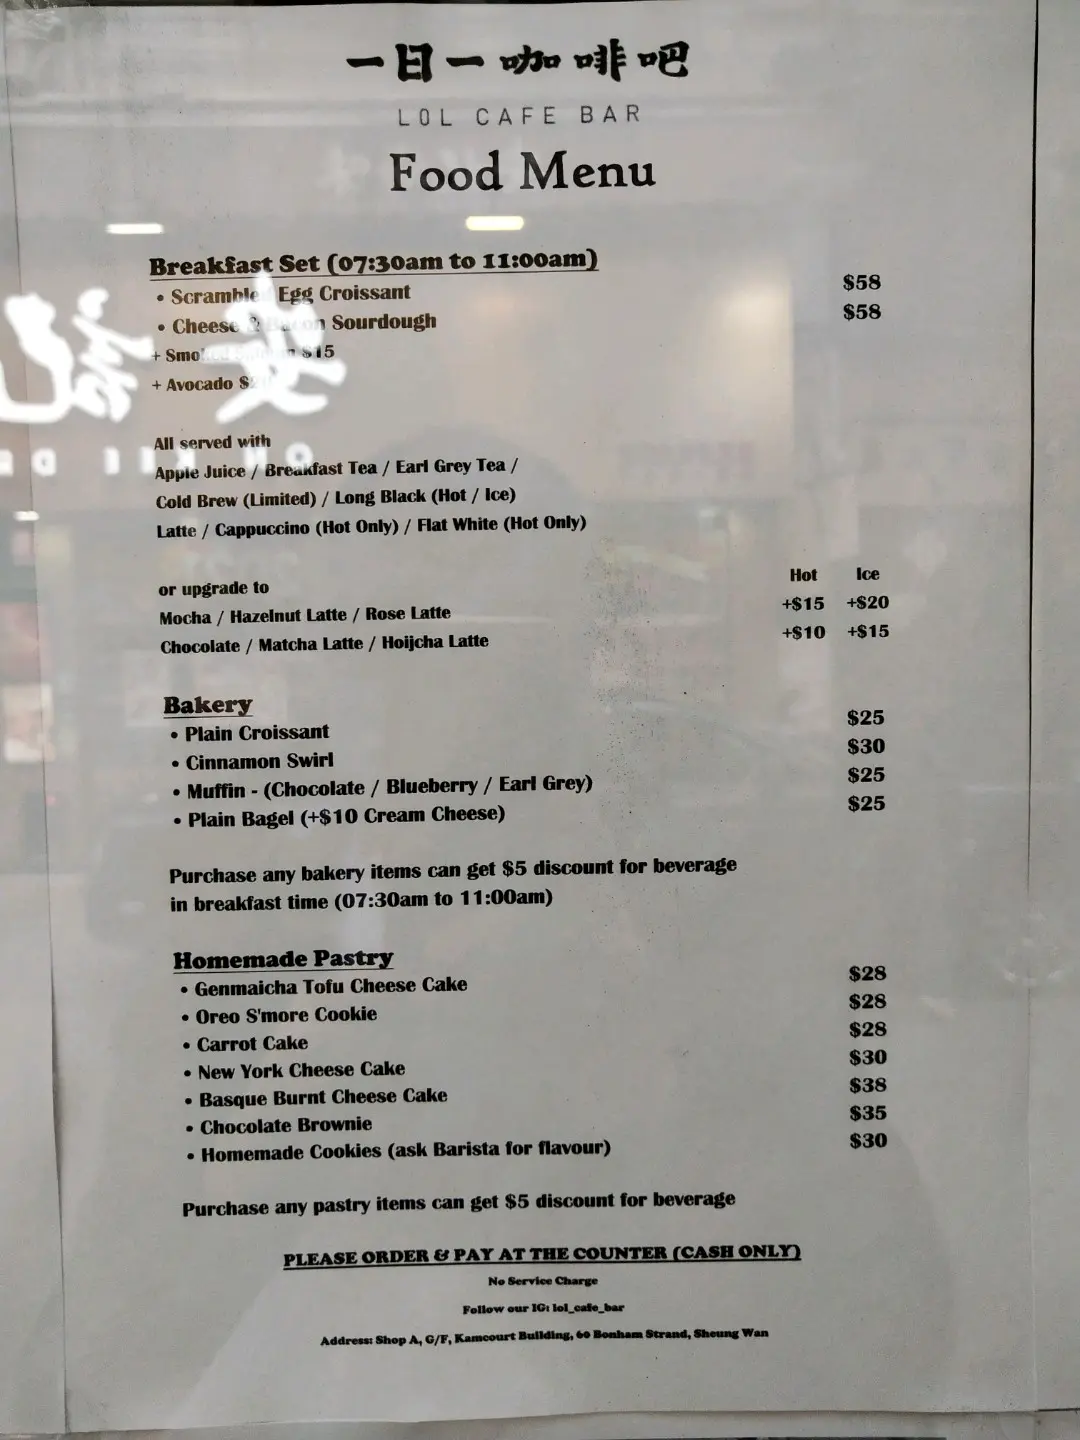 一日一咖啡吧
LOL CAFE BAR
Food Menu
Breakfast Set (07:30am to 11:00am)
• Scrambled Egg Croissant $58
• Cheese & Bacon Sourdough $58
+ Smoked Salmon $15
+ Avocado
All served with
Apple Juice / Breakfast Tea / Earl Grey Tea /
Cold Brew (Limited) / Long Black (Hot / Ice)
Latte / Cappuccino (Hot Only) / Flat White (Hot Only)
or upgrade to Hot Ice
Mocha / Hazelnut Latte / Rose Latte +$15 +$20
Chocolate / Matcha Latte / Hoijcha Latte +$10 +$15
Bakery
• Plain Croissant $25
• Cinnamon Swirl $30
• Muffin - (Chocolate / Blueberry / Earl Grey) $25
• Plain Bagel (+$10 Cream Cheese) $25
Purchase any bakery items can get $5 discount for beverage
in breakfast time (07:30am to 11:00am)
Homemade Pastry
• Genmaicha Tofu Cheese Cake $28
• Oreo S'more Cookie $28
• Carrot Cake $28
• New York Cheese Cake $30
• Basque Burnt Cheese Cake $38
• Chocolate Brownie $35
• Homemade Cookies (ask Barista for flavour) $30
Purchase any pastry items can get $5 discount for beverage
PLEASE ORDER & PAY AT THE COUNTER (CASH ONLY)
No Service Charge
Follow our IG: lol_cafe_bar
Address: Shop A, G/F, Kamcourt Building, 60 Bonham Strand, Sheung Wan